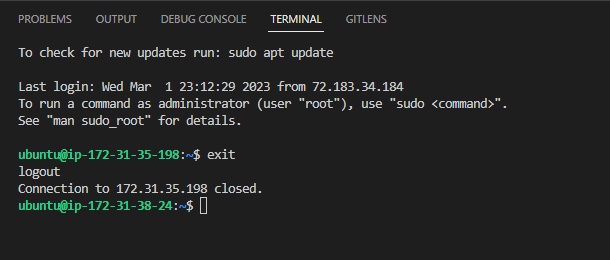 PROBLEMS OUTPUT DEBUG CONSOLE TERMINAL GITLENS
To check for new updates run: sudo apt update
Last login: Wed Mar  1 23:12:29 2023 from 72.183.34.184
To run a command as administrator (user "root"), use "sudo <command>".
See "man sudo_root" for details.
ubuntu@ip-172-31-35-198:~$ exit
logout
Connection to 172.31.35.198 closed.
ubuntu@ip-172-31-38-24:~$